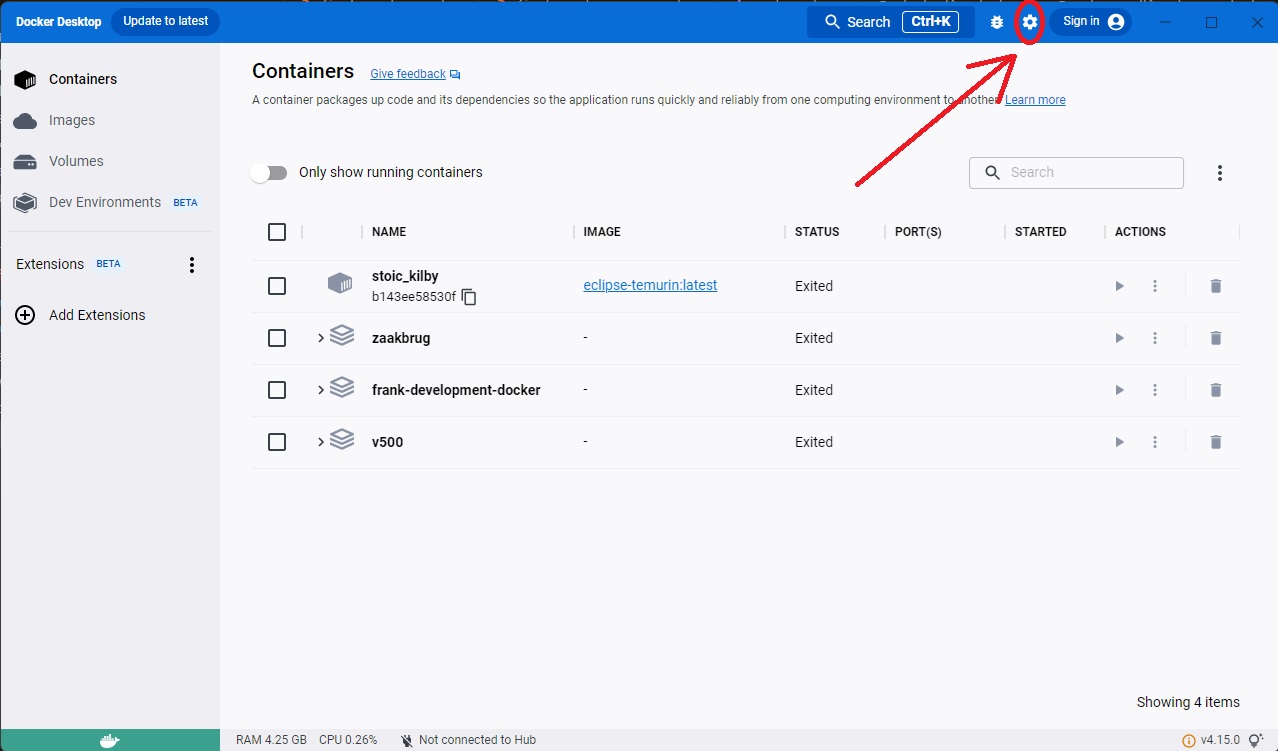 Docker Desktop Update to latest Search Ctrl+K Sign in
Containers
Images
Volumes
Dev Environments BETA
Extensions BETA
Add Extensions
Containers Give feedback
A container packages up code and its dependencies so the application runs quickly and reliably from one computing environment to another. Learn more
Only show running containers Search
NAME IMAGE STATUS PORT(S) STARTED ACTIONS
stoic_kilby
b143ee58530f eclipse-temurin:latest Exited
zaakbrug - Exited
frank-development-docker - Exited
v500 - Exited
Showing 4 items
RAM 4.25 GB CPU 0.26% Not connected to Hub v4.15.0